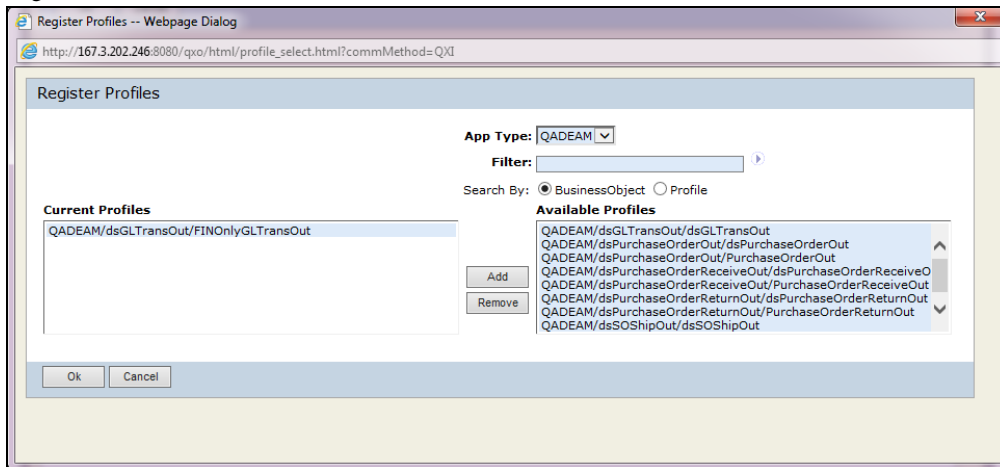 Register Profiles -- Webpage Dialog
X
http://167.3.202.246:8080/qxo/html/profile_select.html?commMethod=QXI
Register Profiles
App Type: QADEAM
Filter:
Search By: BusinessObject Profile
Current Profiles
QADEAM/dsGLTransOut/FINOnlyGLTransOut
Add
Remove
Available Profiles
QADEAM/dsGLTransOut/dsGLTransOut
QADEAM/dsPurchaseOrderOut/dsPurchaseOrderOut
QADEAM/dsPurchaseOrderOut/PurchaseOrderOut
QADEAM/dsPurchaseOrderReceiveOut/dsPurchaseOrderReceiveO
QADEAM/dsPurchaseOrderReceiveOut/PurchaseOrderReceiveOut
QADEAM/dsPurchaseOrderReturnOut/dsPurchaseOrderReturnOut
QADEAM/dsPurchaseOrderReturnOut/PurchaseOrderReturnOut
QADEAM/dsSOShipOut/dsSOShipOut
Ok Cancel